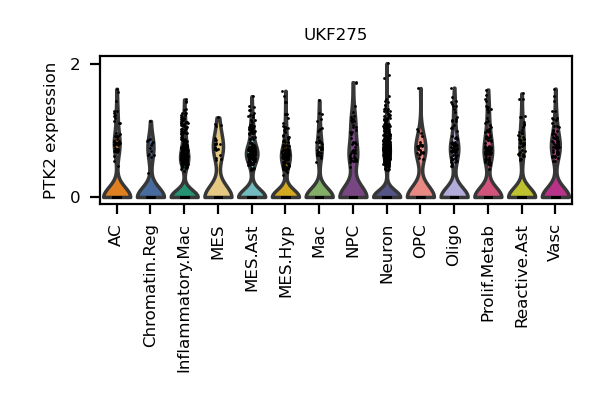 UKF275
PTK2 expression
2
0
AC
Chromatin.Reg
Inflammatory.Mac
MES
MES.Ast
MES.Hyp
Mac
NPC
Neuron
OPC
Oligo
Prolif.Metab
Reactive.Ast
Vasc